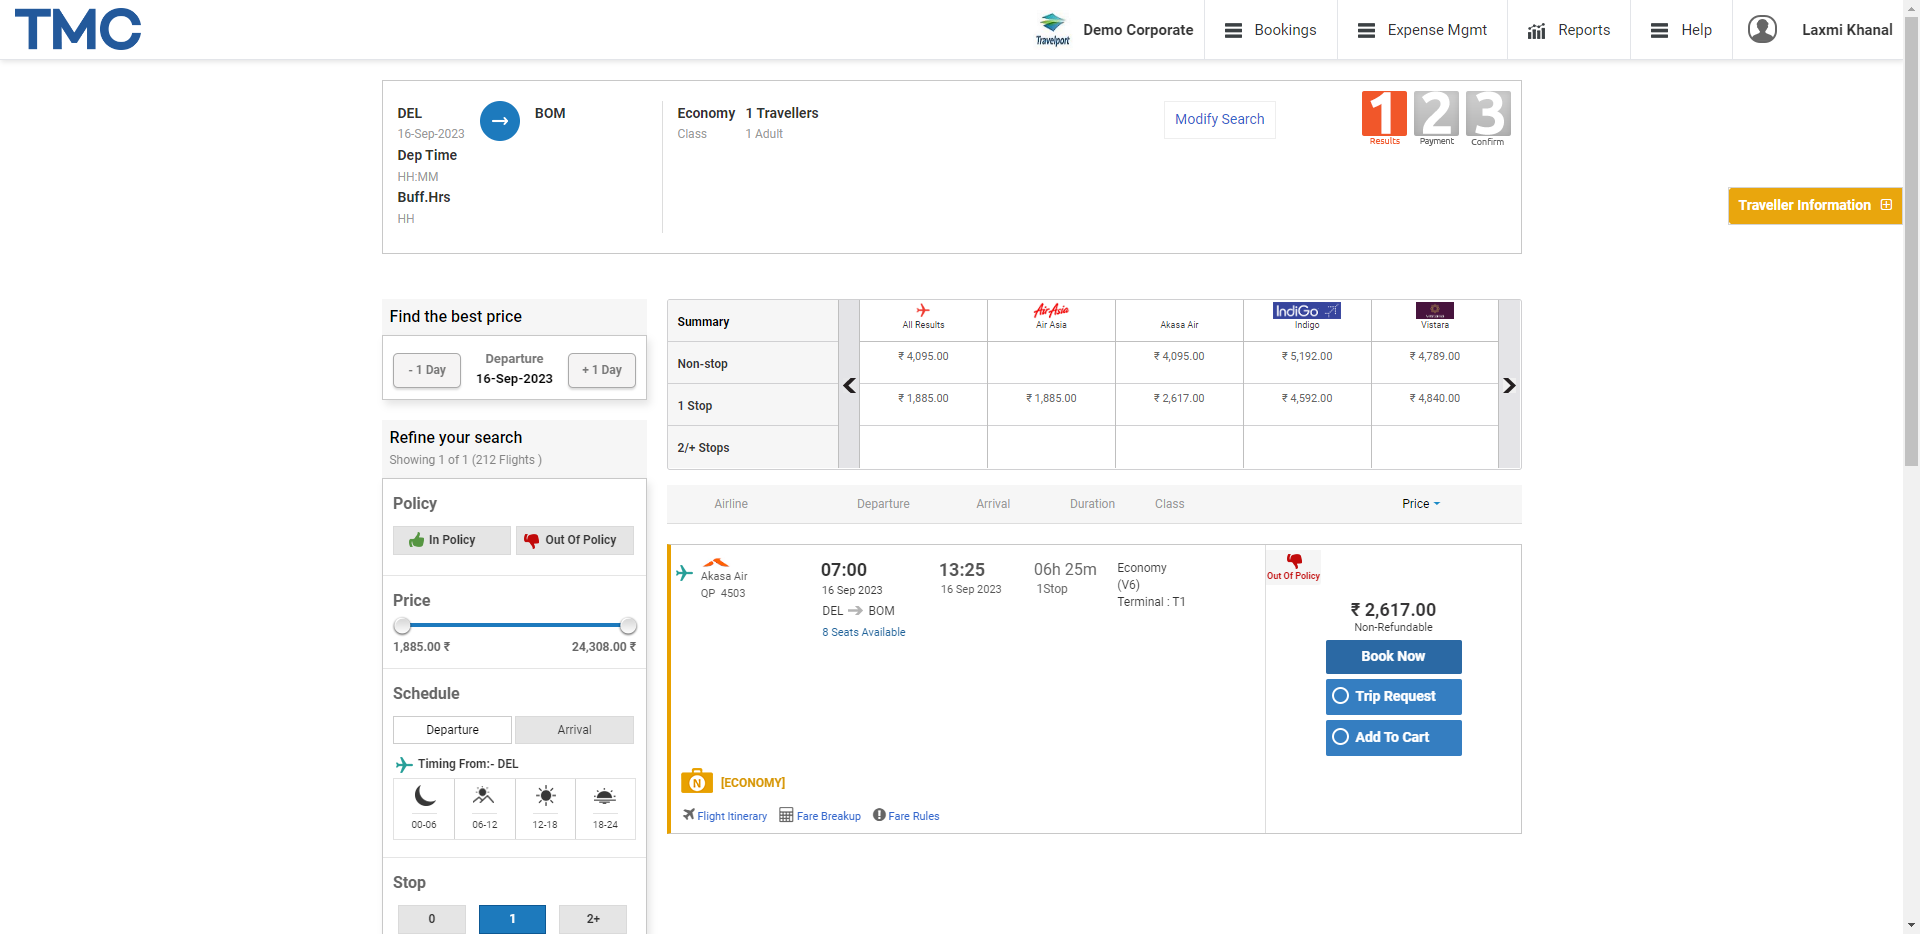 TMC
Travelport
Demo Corporate
Bookings
Expense Mgmt
Reports
Help
Laxmi Khanal
DEL
16-Sep-2023
BOM
Dep Time
HH:MM
Buff.Hrs
HH
Economy
Class
1 Travellers
1 Adult
Modify Search
1
Results
2
Payment
3
Confirm
Traveller Information
Find the best price
- 1 Day
Departure
16-Sep-2023
+ 1 Day
Refine your search
Showing 1 of 1 (212 Flights )
Policy
In Policy
Out Of Policy
Price
1,885.00 ₹
24,308.00 ₹
Schedule
Departure
Arrival
Timing From:- DEL
00-06
06-12
12-18
18-24
Stop
0
1
2+
Summary
All Results
AirAsia
Air Asia
Akasa Air
IndiGo
Indigo
Vistara
Non-stop
₹ 4,095.00
₹ 4,095.00
₹ 5,192.00
₹ 4,789.00
1 Stop
₹ 1,885.00
₹ 1,885.00
₹ 2,617.00
₹ 4,592.00
₹ 4,840.00
2/+ Stops
Airline
Departure
Arrival
Duration
Class
Price
Akasa Air
QP 4503
07:00
16 Sep 2023
DEL
BOM
8 Seats Available
13:25
16 Sep 2023
06h 25m
1Stop
Economy
(V6)
Terminal : T1
Out Of Policy
₹ 2,617.00
Non-Refundable
Book Now
Trip Request
Add To Cart
N
[ECONOMY]
Flight Itinerary
Fare Breakup
Fare Rules